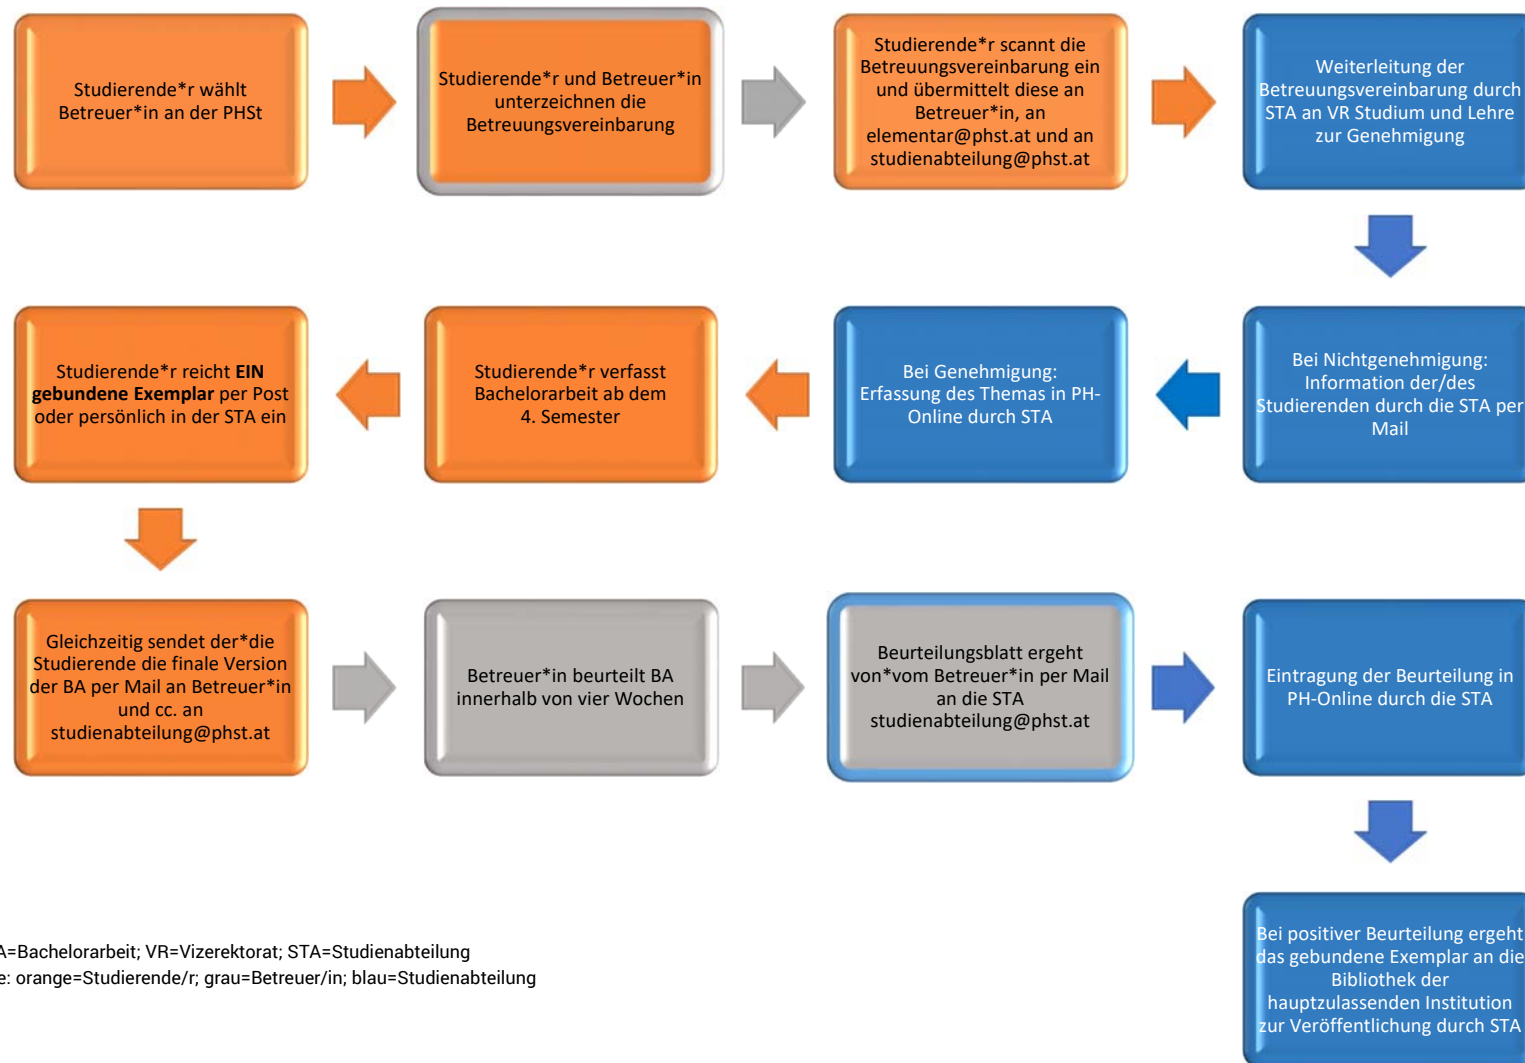 Studierende*r wählt
Betreuer*in an der PHSt
Studierende*r und Betreuer*in
unterzeichnen die
Betreuungsvereinbarung
Studierende*r scannt die
Betreuungsvereinbarung ein
und übermittelt diese an
Betreuer*in, an
elementar@phst.at und an
studienabteilung@phst.at
Weiterleitung der
Betreuungsvereinbarung durch
STA an VR Studium und Lehre
zur Genehmigung
Bei Nichtgenehmigung:
Information der/des
Studierenden durch die STA per
Mail
Bei Genehmigung:
Erfassung des Themas in PH-
Online durch STA
Studierende*r verfasst
Bachelorarbeit ab dem
4. Semester
Studierende*r reicht EIN
gebundene Exemplar per Post
oder persönlich in der STA ein
Gleichzeitig sendet der*die
Studierende die finale Version
der BA per Mail an Betreuer*in
und cc. an
studienabteilung@phst.at
Betreuer*in beurteilt BA
innerhalb von vier Wochen
Beurteilungsblatt ergeht
von*vom Betreuer*in per Mail
an die STA
studienabteilung@phst.at
Eintragung der Beurteilung in
PH-Online durch die STA
Bei positiver Beurteilung ergeht
das gebundene Exemplar an die
Bibliothek der
hauptzulassenden Institution
zur Veröffentlichung durch STA
A=Bachelorarbeit; VR=Vizerektorat; STA=Studienabteilung
e: orange=Studierende/r; grau=Betreuer/in; blau=Studienabteilung